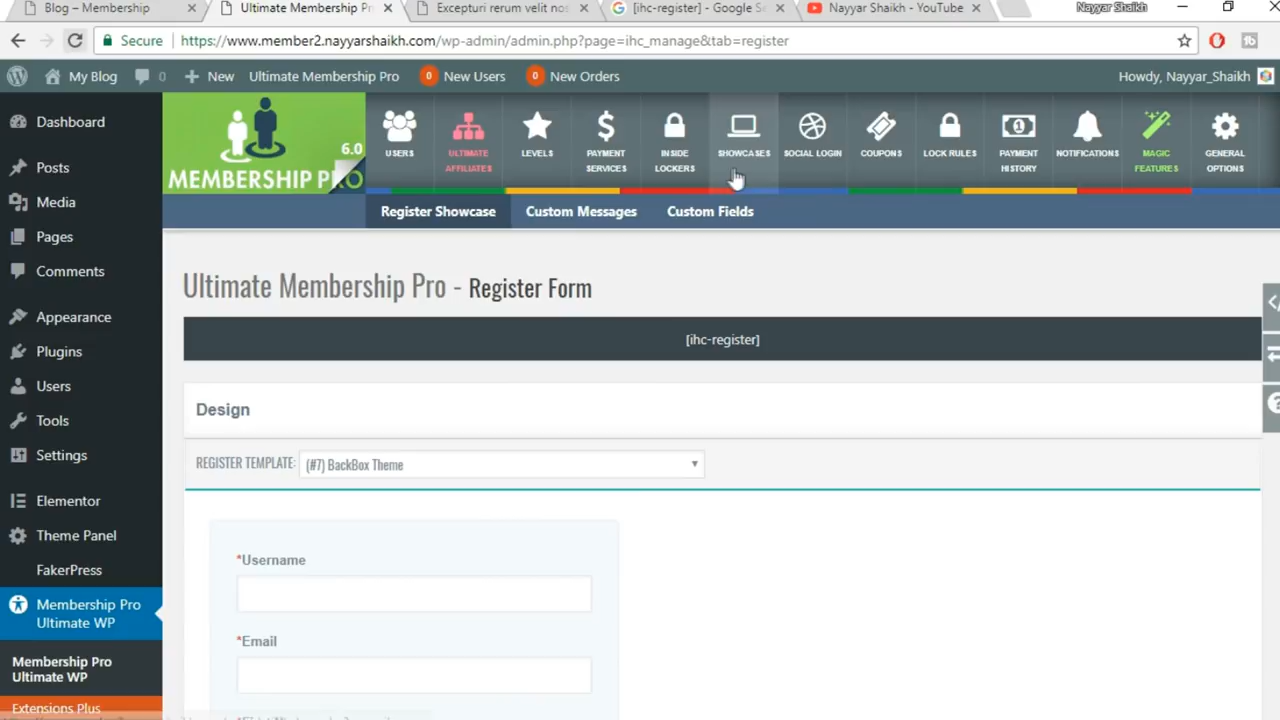 Blog – Membership
Ultimate Membership Pr
Excepturi rerum velit nos
[ihc-register] - Google Se
Nayyar Shaikh - YouTube
Nayyar Shaikh
Secure
https://www.member2.nayyarshaikh.com/wp-admin/admin.php?page=ihc_manage&tab=register
My Blog
0
New
Ultimate Membership Pro
0 New Users
0 New Orders
Howdy, Nayyar_Shaikh
Dashboard
Posts
Media
Pages
Comments
Appearance
Plugins
Users
Tools
Settings
Elementor
Theme Panel
FakerPress
Membership Pro
Ultimate WP
Membership Pro
Ultimate WP
Extensions Plus
6.0
MEMBERSHIP PRO
USERS
ULTIMATE
AFFILIATES
LEVELS
PAYMENT
SERVICES
INSIDE
LOCKERS
SHOWCASES
SOCIAL LOGIN
COUPONS
LOCK RULES
PAYMENT
HISTORY
NOTIFICATIONS
MAGIC
FEATURES
GENERAL
OPTIONS
Register Showcase
Custom Messages
Custom Fields
Ultimate Membership Pro - Register Form
[ihc-register]
Design
REGISTER TEMPLATE:
(#7) BackBox Theme
*Username
*Email